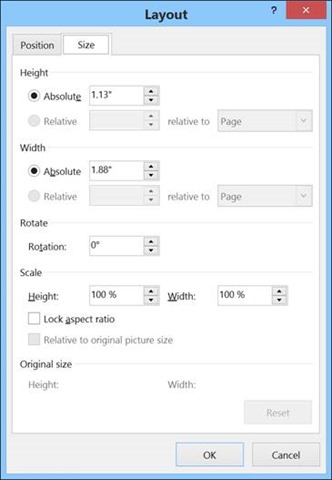 Layout
? ×
Position Size
Height
Absolute 1.13"
Relative relative to Page
Width
Absolute 1.88"
Relative relative to Page
Rotate
Rotation: 0°
Scale
Height: 100 % Width: 100 %
Lock aspect ratio
Relative to original picture size
Original size
Height: Width:
Reset
OK Cancel